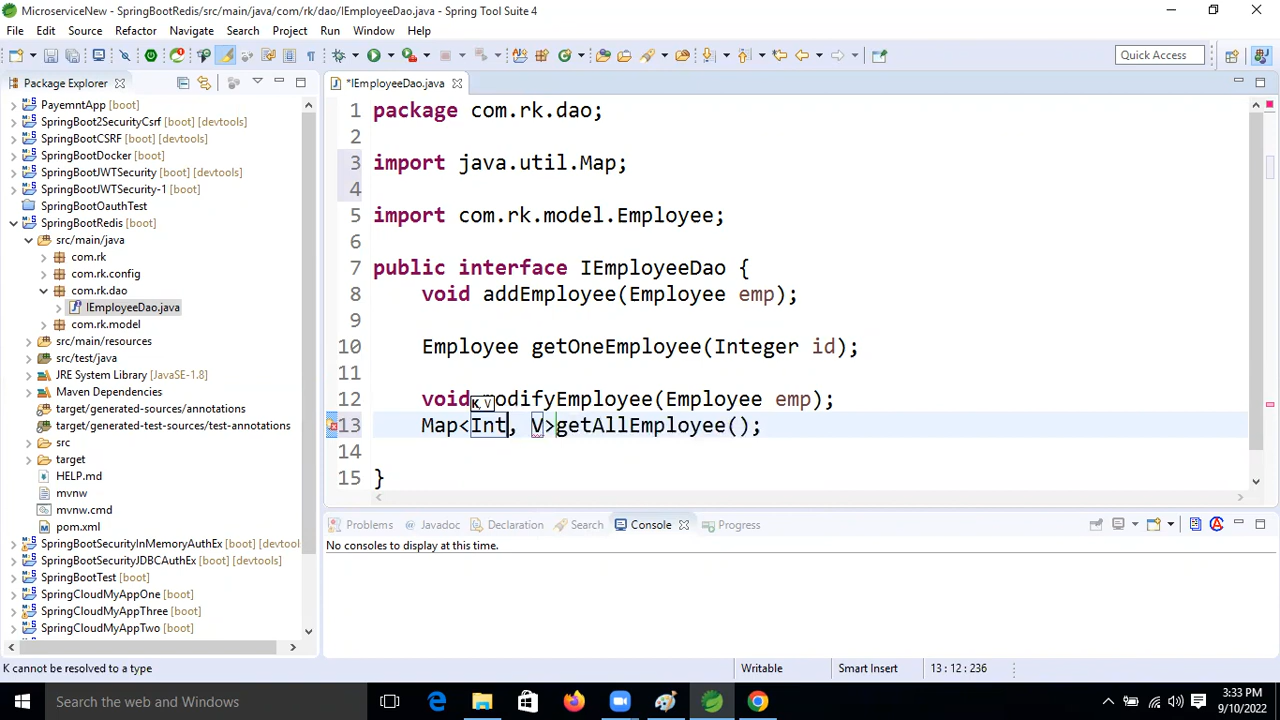 MicroserviceNew - SpringBootRedis/src/main/java/com/rk/dao/IEmployeeDao.java - Spring Tool Suite 4
File Edit Source Refactor Navigate Search Project Run Window Help
Quick Access
Package Explorer
*IEmployeeDao.java
PayemntApp [boot]
SpringBoot2SecurityCsrf [boot] [devtools]
SpringBootCSRF [boot] [devtools]
SpringBootDocker [boot]
SpringBootJWTSecurity [boot] [devtools]
SpringBootJWTSecurity-1 [boot]
SpringBootOauthTest
SpringBootRedis [boot]
src/main/java
com.rk
com.rk.config
com.rk.dao
IEmployeeDao.java
com.rk.model
src/main/resources
src/test/java
JRE System Library [JavaSE-1.8]
Maven Dependencies
target/generated-sources/annotations
target/generated-test-sources/test-annotations
src
target
HELP.md
mvnw
mvnw.cmd
pom.xml
SpringBootSecurityInMemoryAuthEx [boot] [devtool
SpringBootSecurityJDBCAuthEx [boot] [devtools]
SpringBootTest [boot]
SpringCloudMyAppOne [boot]
SpringCloudMyAppThree [boot]
SpringCloudMyAppTwo [boot]
1 package com.rk.dao;
2
3 import java.util.Map;
4
5 import com.rk.model.Employee;
6
7 public interface IEmployeeDao {
8 void addEmployee(Employee emp);
9
10 Employee getOneEmployee(Integer id);
11
12 void modifyEmployee(Employee emp);
K, V
13 Map<Int, V>getAllEmployee();
14
15 }
Problems Javadoc Declaration Search Console Progress
No consoles to display at this time.
K cannot be resolved to a type
Writable
Smart Insert
13 : 12 : 236
Search the web and Windows
3:33 PM
9/10/2022